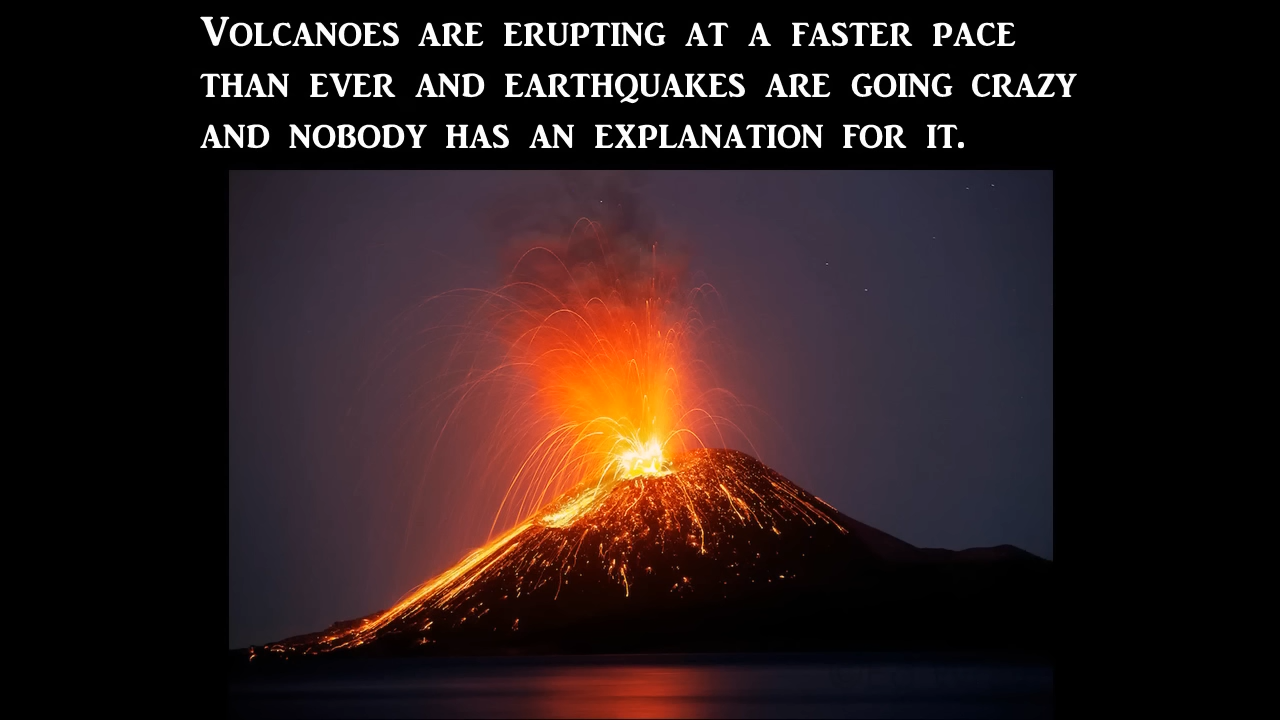 Volcanoes are erupting at a faster pace
than ever and earthquakes are going crazy
and nobody has an explanation for it.